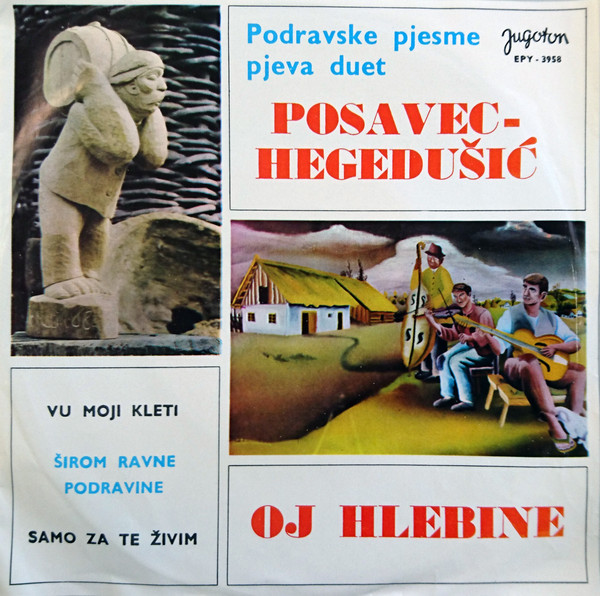 Podravske pjesme
pjeva duet
Jugoton
EPY - 3958
POSAVEC-
HEGEDUŠIĆ
VU MOJI KLETI
ŠIROM RAVNE
PODRAVINE
SAMO ZA TE ŽIVIM
OJ HLEBINE